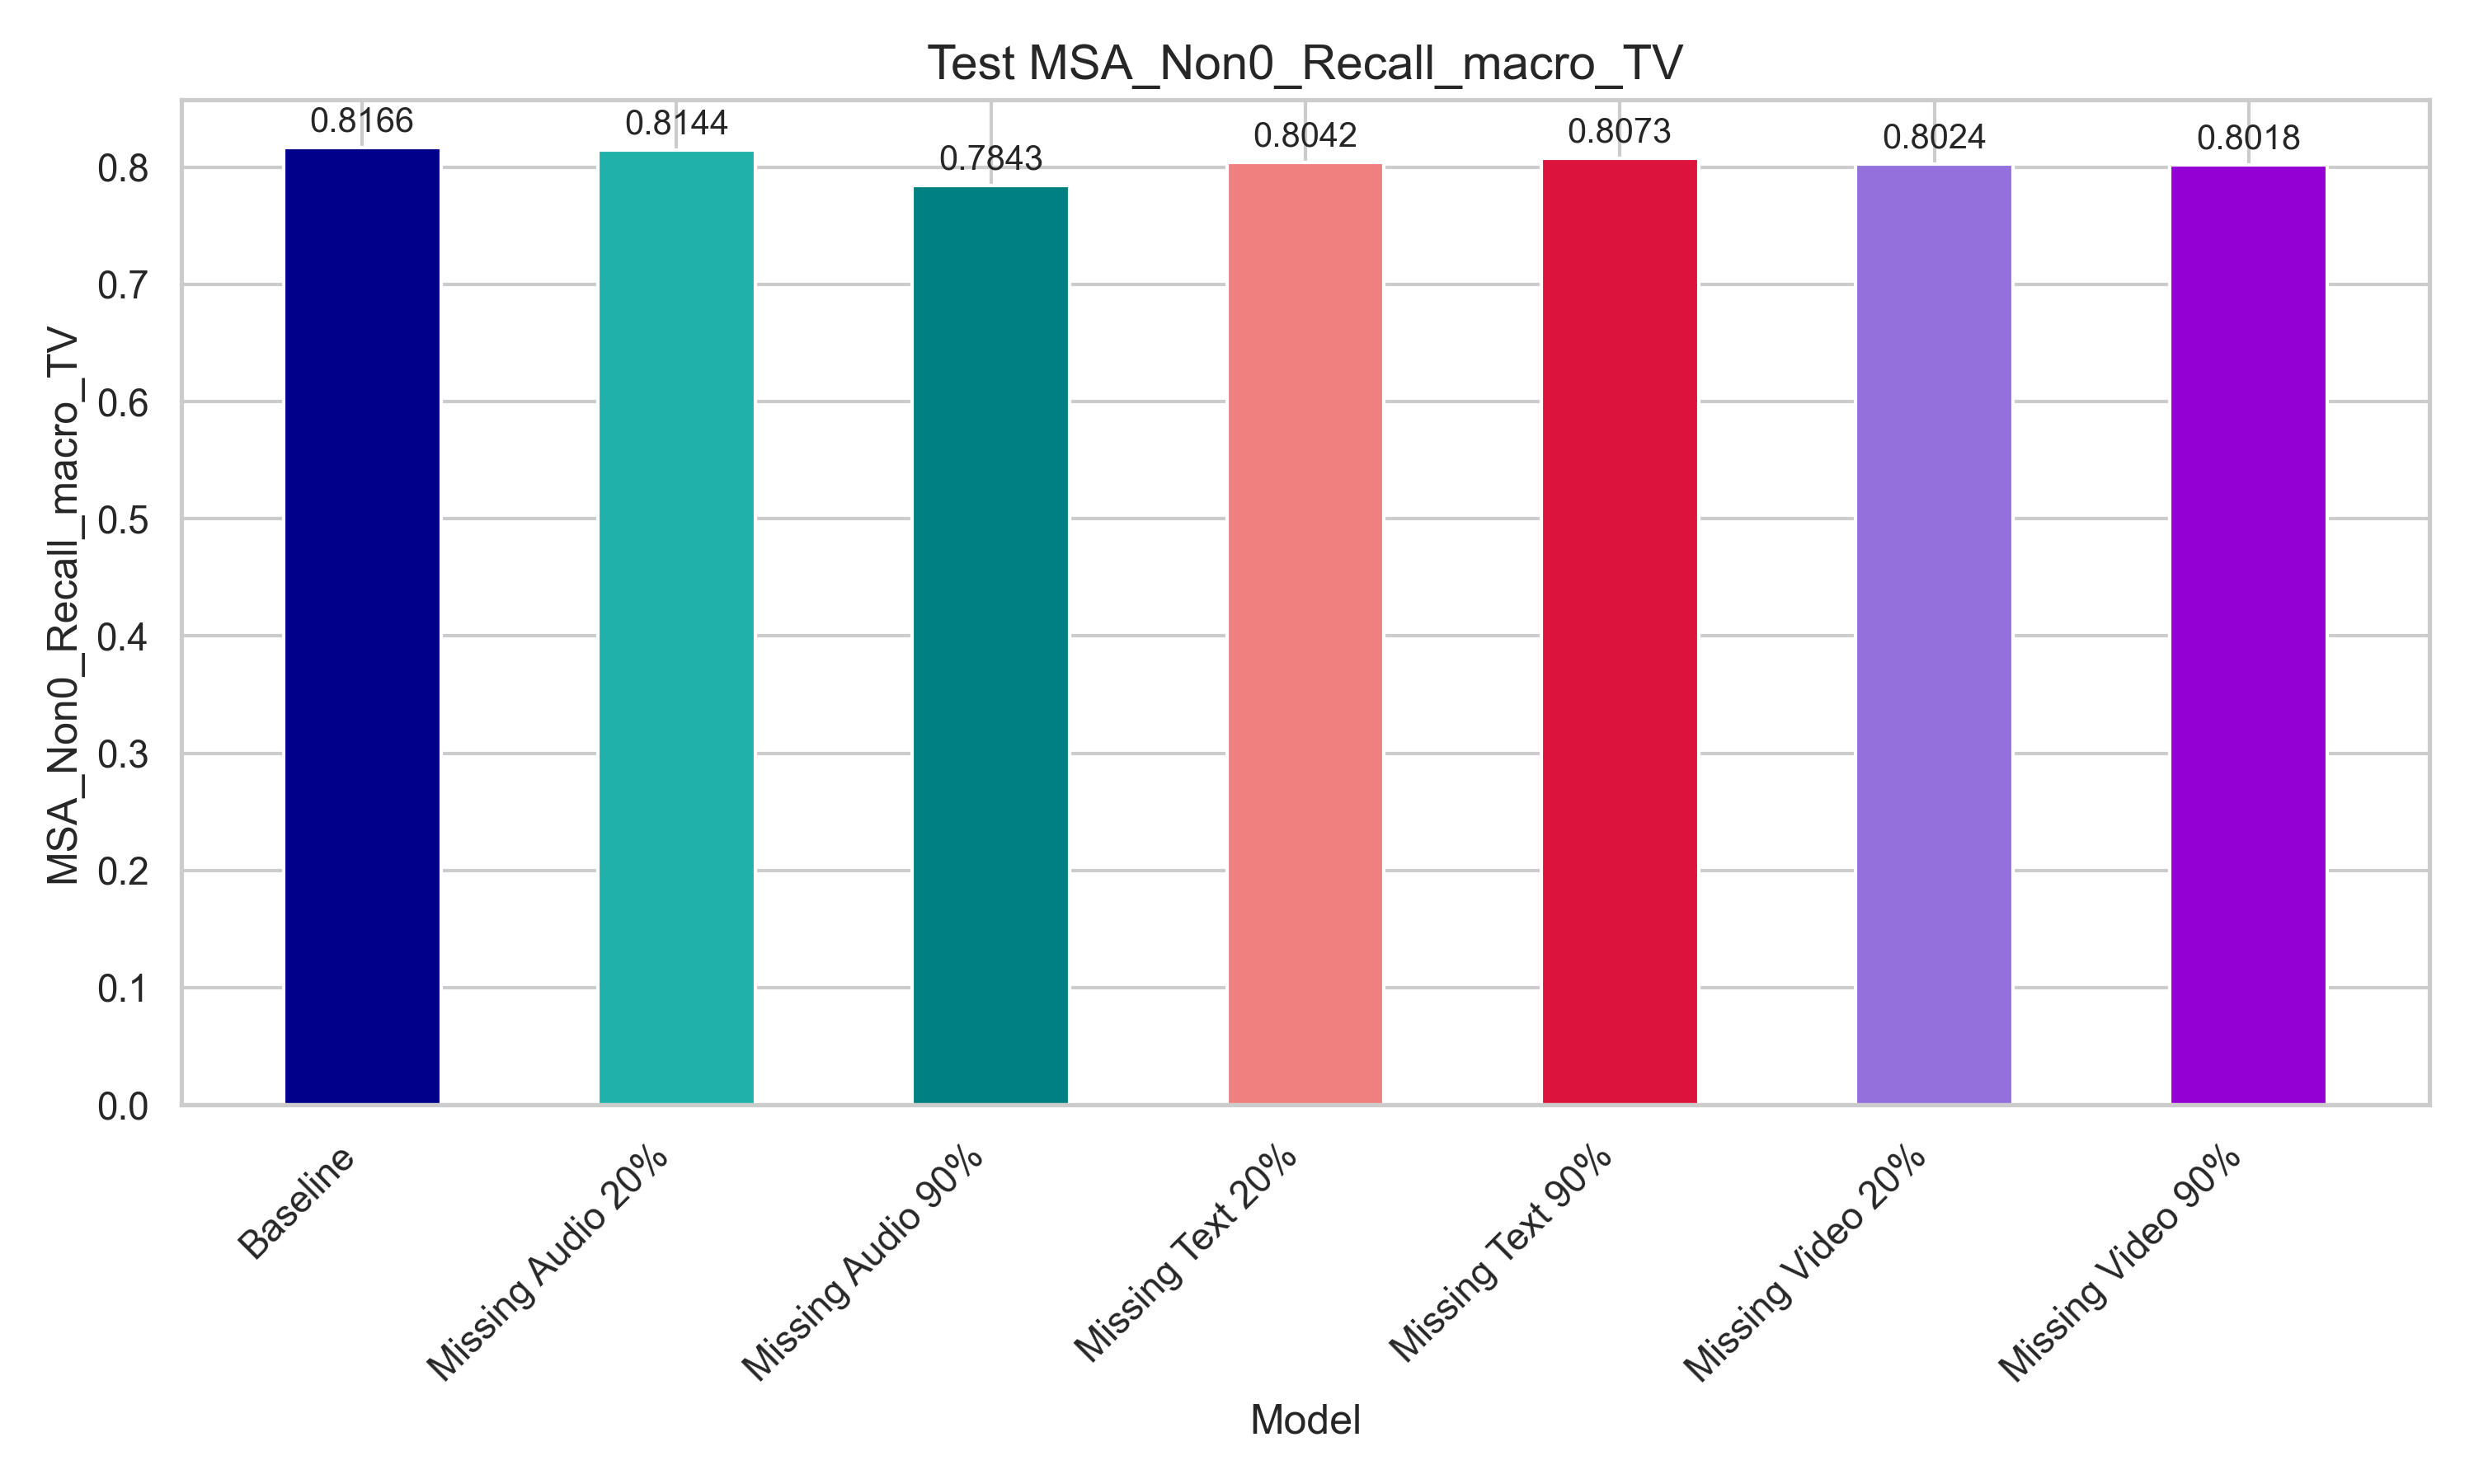 Test MSA_Non0_Recall_macro_TV
MSA_Non0_Recall_macro_TV
0.8
0.7
0.6
0.5
0.4
0.3
0.2
0.1
0.0
0.8166
0.8144
0.7843
0.8042
0.8073
0.8024
0.8018
Baseline
Missing Audio 20%
Missing Audio 90%
Missing Text 20%
Missing Text 90%
Missing Video 20%
Missing Video 90%
Model